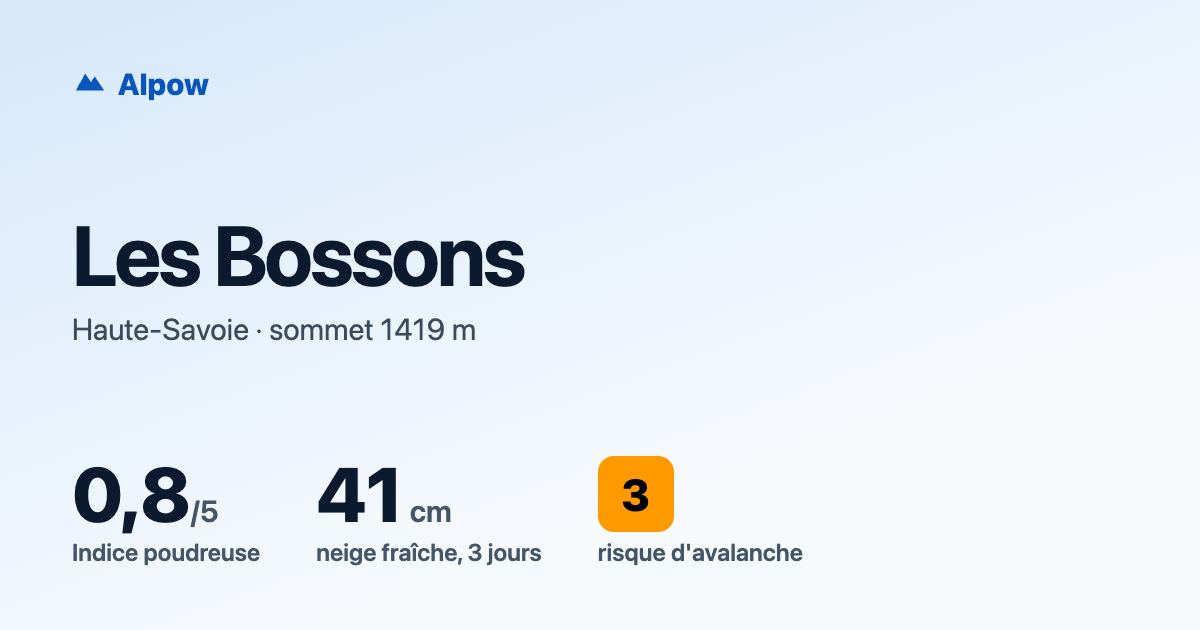 Alpow
Les Bossons
Haute-Savoie · sommet 1419 m
0,8/5
Indice poudreuse
41 cm
neige fraîche, 3 jours
3
risque d'avalanche